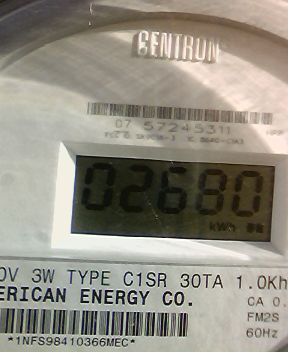 CENTRON
07 57245311
02680
kWh
0V 3W TYPE C1SR 30TA 1.0Kh
ERICAN ENERGY CO.
CA 0.
FM2S
*1NFS98410366MEC*
60Hz